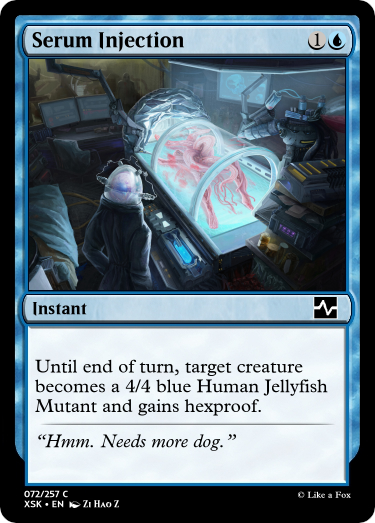 Serum Injection 1
Instant
Until end of turn, target creature
becomes a 4/4 blue Human Jellyfish
Mutant and gains hexproof.
“Hmm. Needs more dog.”
072/257 C
XSK • EN Zi Hao Z
© Like a Fox